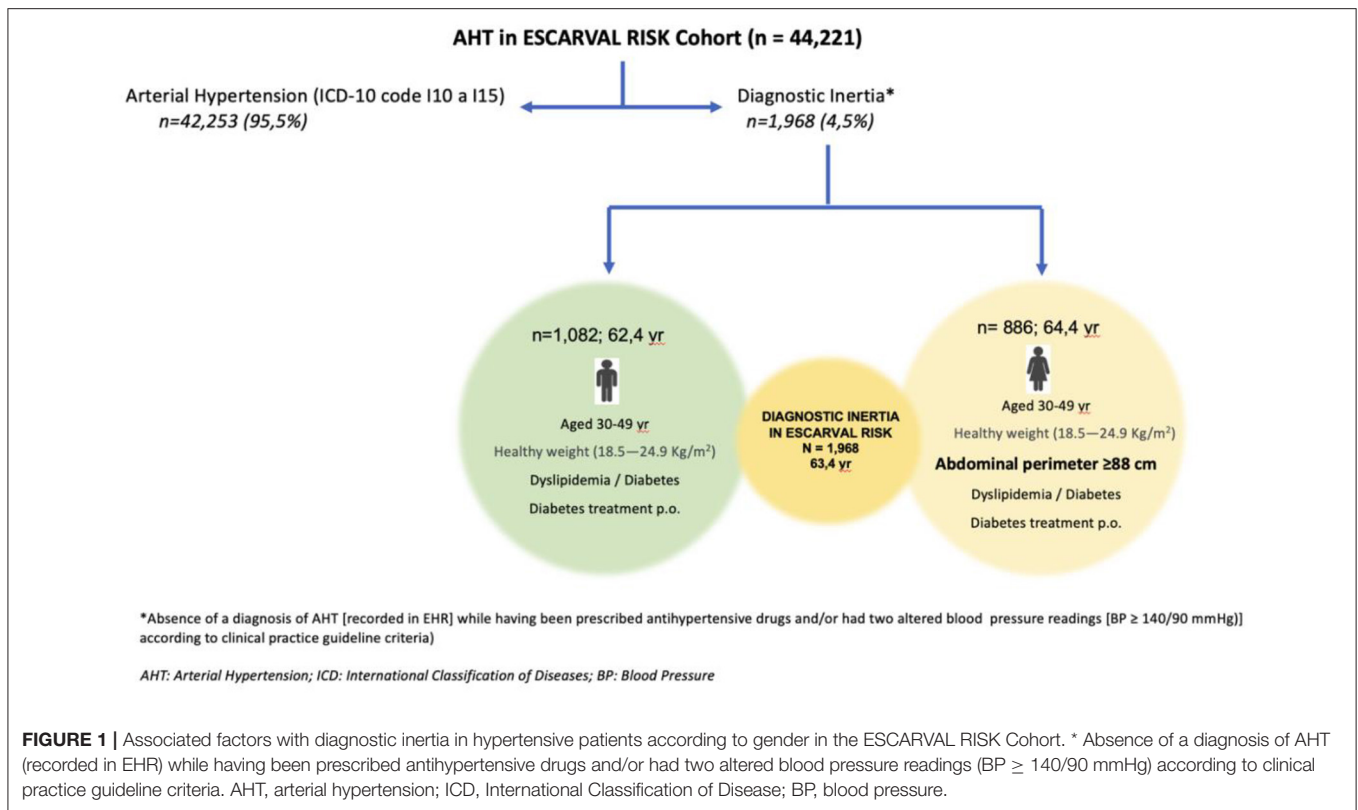 AHT in ESCARVAL RISK Cohort (n = 44,221)
Arterial Hypertension (ICD-10 code I10 a I15)
n=42,253 (95,5%)
Diagnostic Inertia*
n=1,968 (4,5%)
n=1,082; 62,4 yr
Aged 30-49 yr
Healthy weight (18.5—24.9 Kg/m²)
Dyslipidemia / Diabetes
Diabetes treatment p.o.
DIAGNOSTIC INERTIA
IN ESCARVAL RISK
N = 1,968
63,4 yr
n= 886; 64,4 yr
Aged 30-49 yr
Healthy weight (18.5—24.9 Kg/m²)
Abdominal perimeter ≥88 cm
Dyslipidemia / Diabetes
Diabetes treatment p.o.
*Absence of a diagnosis of AHT [recorded in EHR] while having been prescribed antihypertensive drugs and/or had two altered blood pressure readings [BP ≥ 140/90 mmHg)]
according to clinical practice guideline criteria)
AHT: Arterial Hypertension; ICD: International Classification of Diseases; BP: Blood Pressure
FIGURE 1 | Associated factors with diagnostic inertia in hypertensive patients according to gender in the ESCARVAL RISK Cohort. * Absence of a diagnosis of AHT
(recorded in EHR) while having been prescribed antihypertensive drugs and/or had two altered blood pressure readings (BP ≥ 140/90 mmHg) according to clinical
practice guideline criteria. AHT, arterial hypertension; ICD, International Classification of Disease; BP, blood pressure.